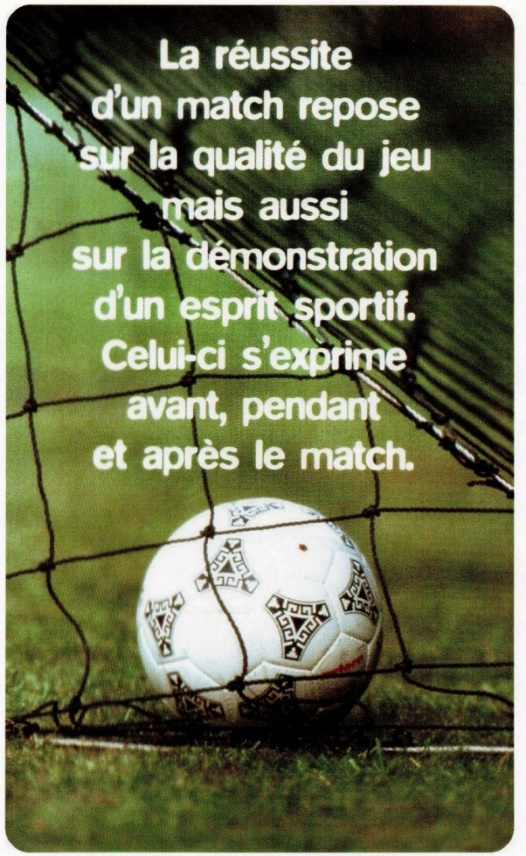 La réussite
d'un match repose
sur la qualité du jeu
mais aussi
sur la démonstration
d'un esprit sportif.
Celui-ci s'exprime
avant, pendant
et après le match.